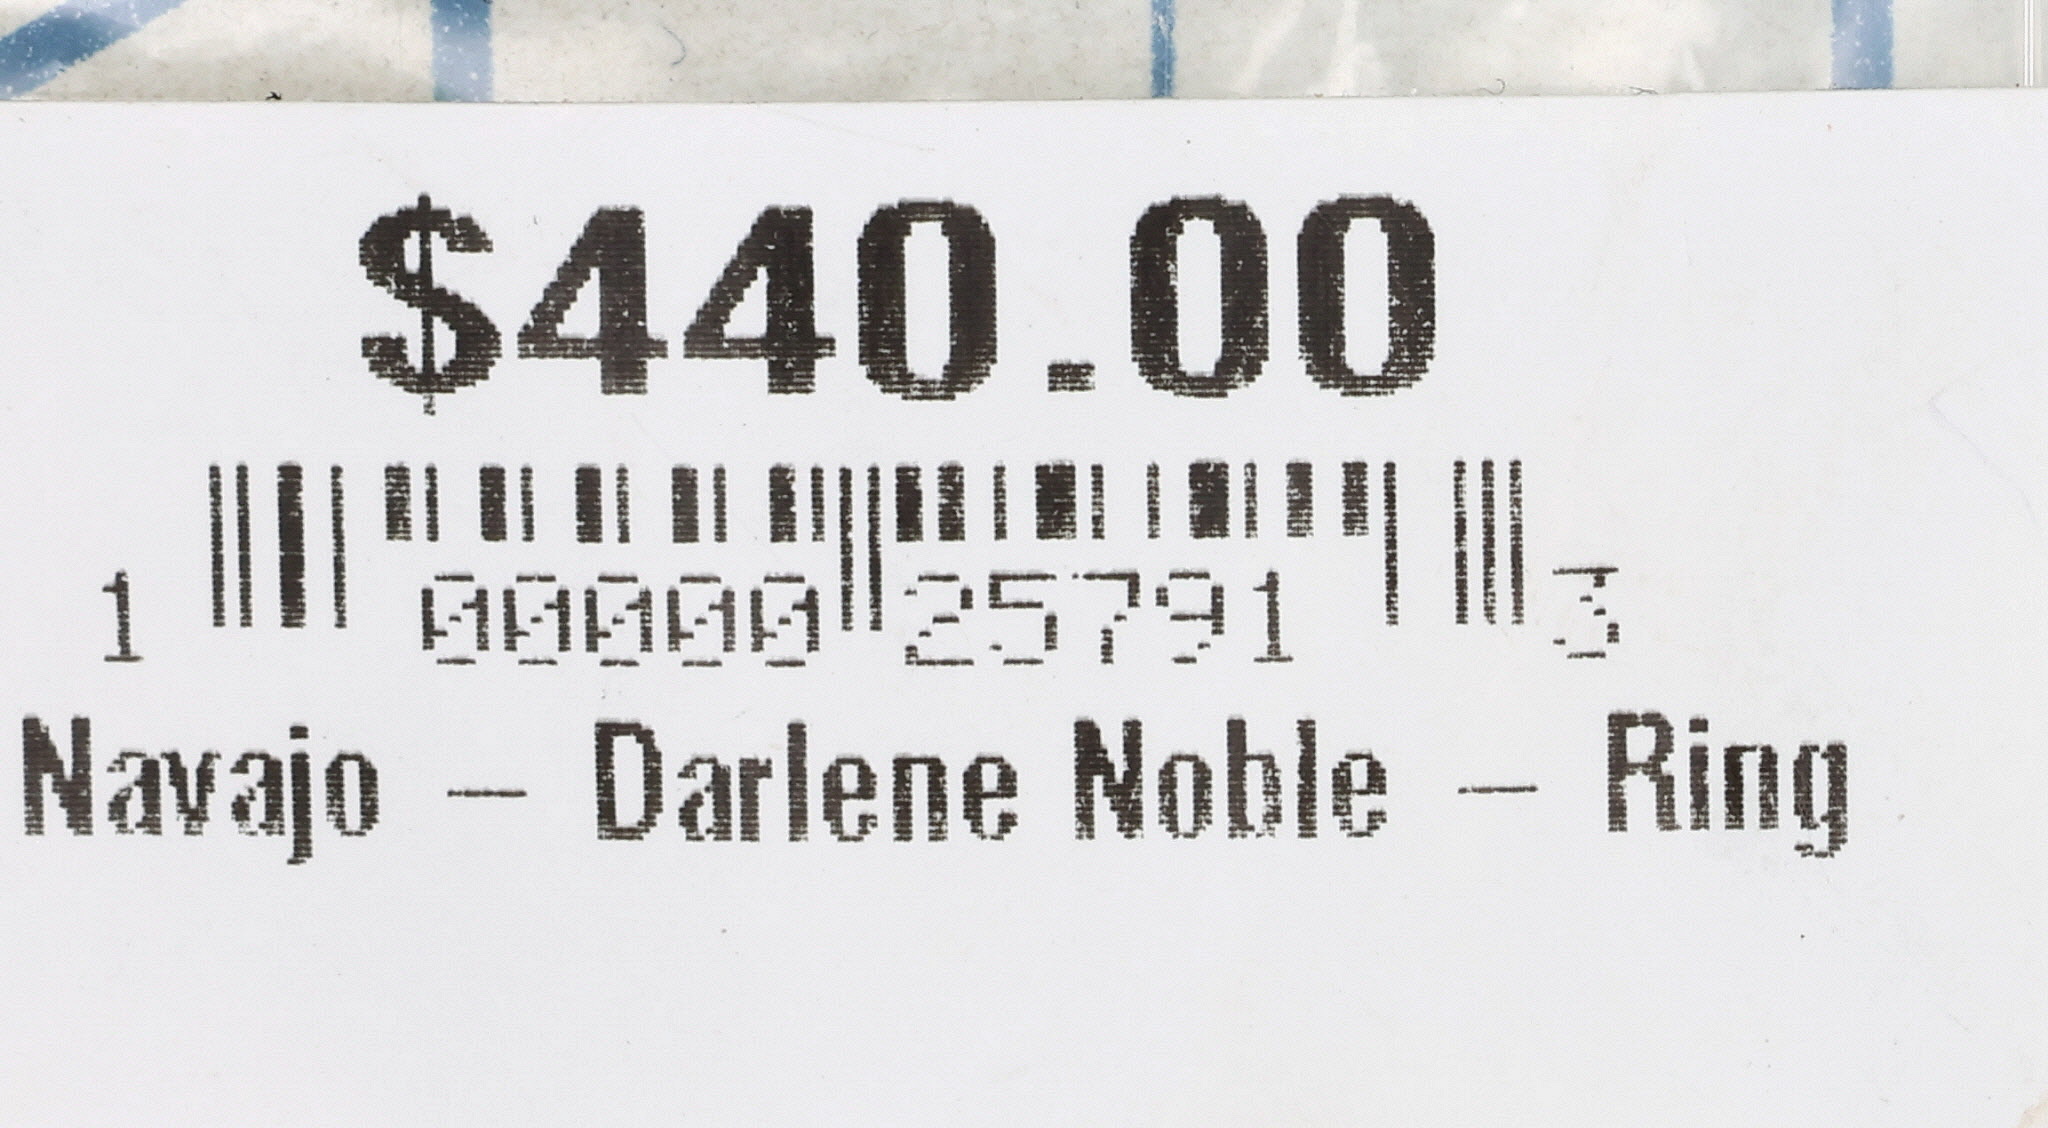 $440.00
1 00000 25791 3
Navajo – Darlene Noble – Ring